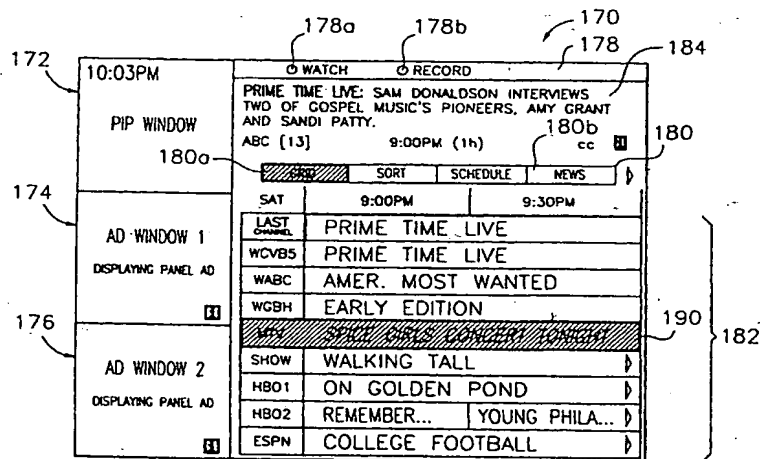 170
178a 178b
178
184
172
10:03PM
WATCH RECORD
PIP WINDOW
PRIME TIME LIVE: SAM DONALDSON INTERVIEWS
TWO OF GOSPEL MUSIC'S PIONEERS, AMY GRANT
AND SANDI PATTY.
ABC [13] 9:00PM (1h) cc i
180a 180b 180
GRID SORT SCHEDULE NEWS
174
SAT 9:00PM 9:30PM
AD WINDOW 1
DISPLAYING PANEL AD
i
LAST CHANNEL PRIME TIME LIVE
WCVB5 PRIME TIME LIVE
WABC AMER. MOST WANTED
WGBH EARLY EDITION
MTV SPICE GIRLS CONCERT TONIGHT
190
182
176
AD WINDOW 2
DISPLAYING PANEL AD
i
SHOW WALKING TALL
HBO1 ON GOLDEN POND
HBO2 REMEMBER... YOUNG PHILA...
ESPN COLLEGE FOOTBALL